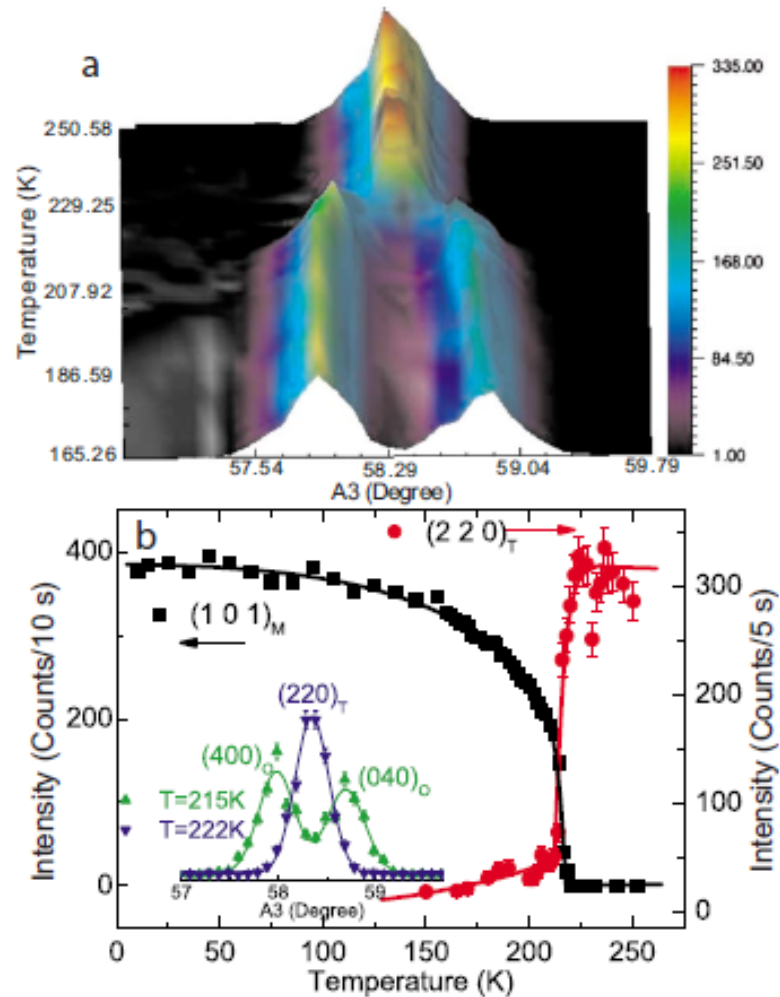 a
335.00
251.50
168.00
84.50
1.00
Temperature (K)
250.58
229.25
207.92
186.59
165.26
57.54 58.29 59.04 59.79
A3 (Degree)
b
(2 2 0)T
(1 0 1)M
Intensity (Counts/10 s)
400
200
0
Intensity (Counts/5 s)
300
200
100
0
(220)T
(400)O
(040)O
T=215K
T=222K
57 58 59
A3 (Degree)
0 50 100 150 200 250
Temperature (K)